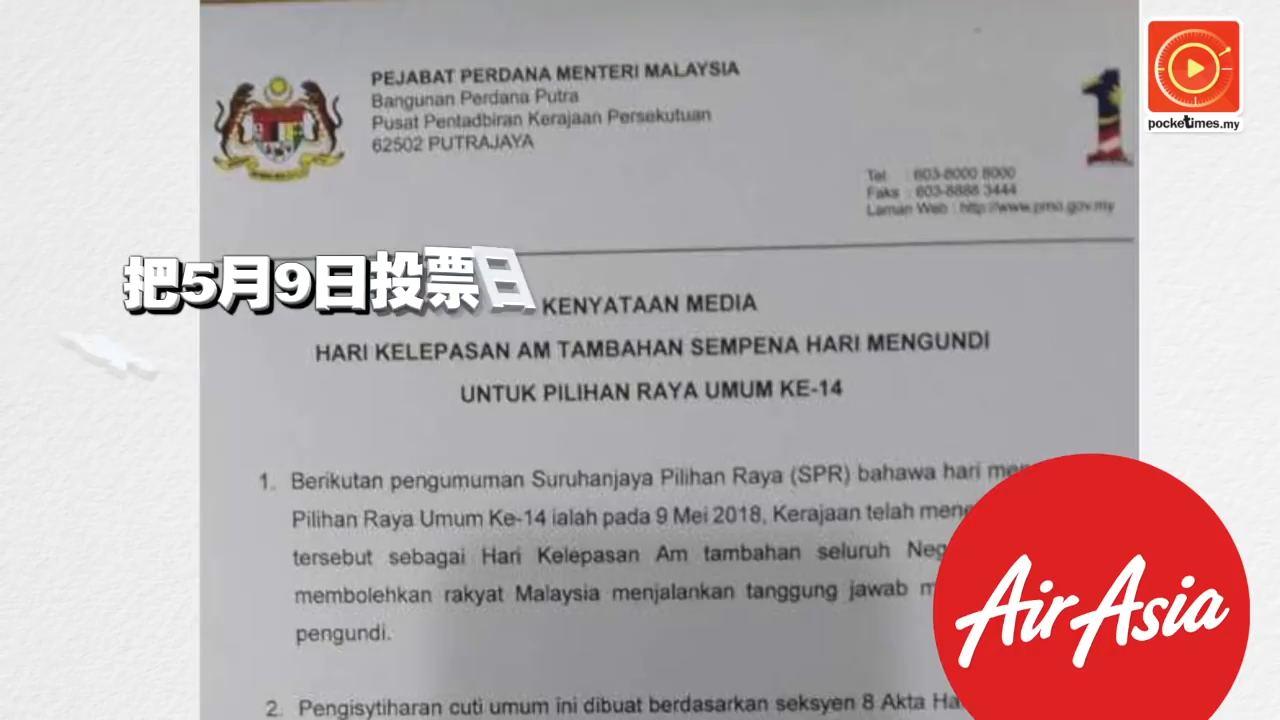 PEJABAT PERDANA MENTERI MALAYSIA
Bangunan Perdana Putra
Pusat Pentadbiran Kerajaan Persekutuan
62502 PUTRAJAYA
1
pocketimes.my
Tel : 603-8000 8000
Faks : 603-8888 3444
Laman Web : http://www.pmo.gov.my
把5月9日投票日
KENYATAAN MEDIA
HARI KELEPASAN AM TAMBAHAN SEMPENA HARI MENGUNDI
UNTUK PILIHAN RAYA UMUM KE-14
1. Berikutan pengumuman Suruhanjaya Pilihan Raya (SPR) bahawa hari
Pilihan Raya Umum Ke-14 ialah pada 9 Mei 2018, Kerajaan telah
tersebut sebagai Hari Kelepasan Am tambahan seluruh
membolehkan rakyat Malaysia menjalankan tanggung jawab
pengundi.
2. Pengisytiharan cuti umum ini dibuat berdasarkan seksyen 8 Akta
AirAsia